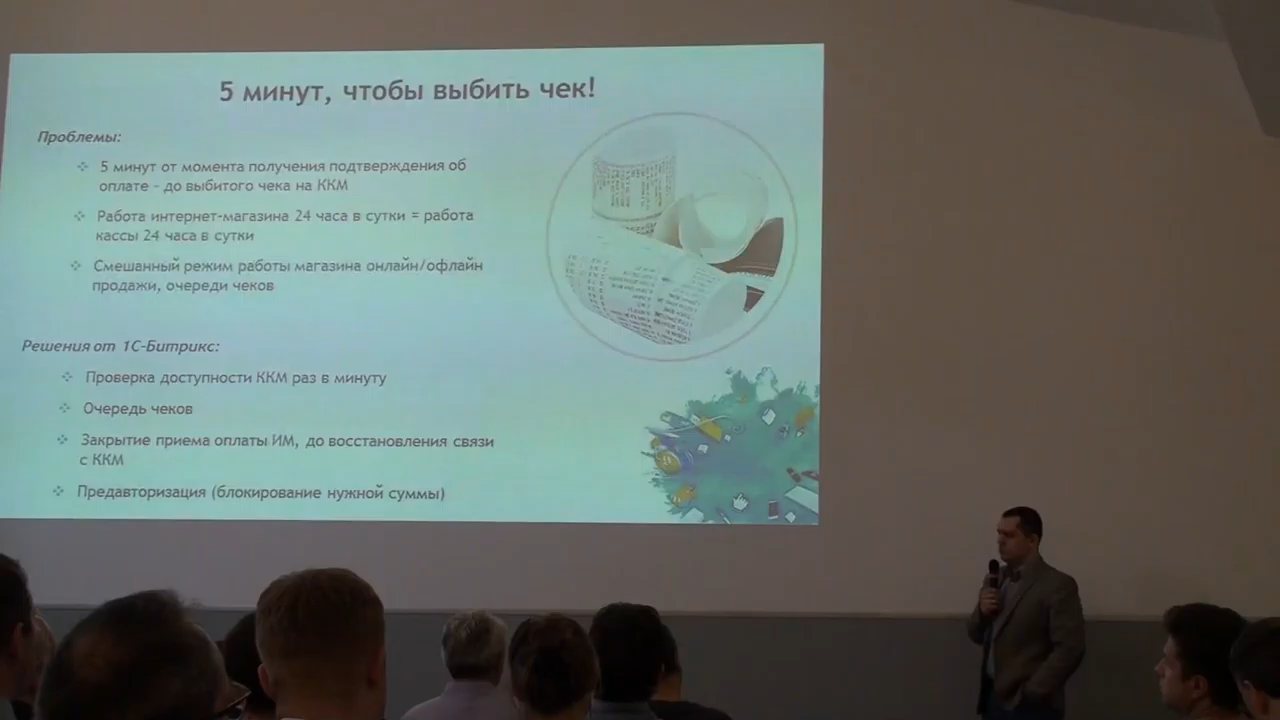 5 минут, чтобы выбить чек!
Проблемы:
5 минут от момента получения подтверждения об
оплате - до выбитого чека на ККМ
Работа интернет-магазина 24 часа в сутки = работа
кассы 24 часа в сутки
Смешанный режим работы магазина онлайн/офлайн
продажи, очереди чеков
Решения от 1С-Битрикс:
Проверка доступности ККМ раз в минуту
Очередь чеков
Закрытие приема оплаты ИМ, до восстановления связи
с ККМ
Предавторизация (блокирование нужной суммы)